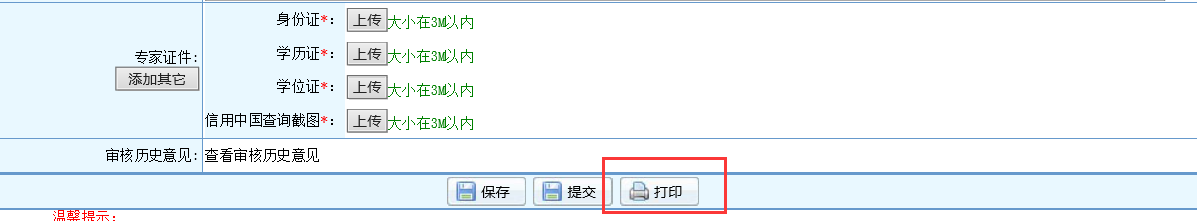 身份证*： 上传 大小在3M以内
专家证件:
添加其它
学历证*： 上传 大小在3M以内
学位证*： 上传 大小在3M以内
信用中国查询截图*： 上传 大小在3M以内
审核历史意见: 查看审核历史意见
保存 提交 打印
温馨提示：